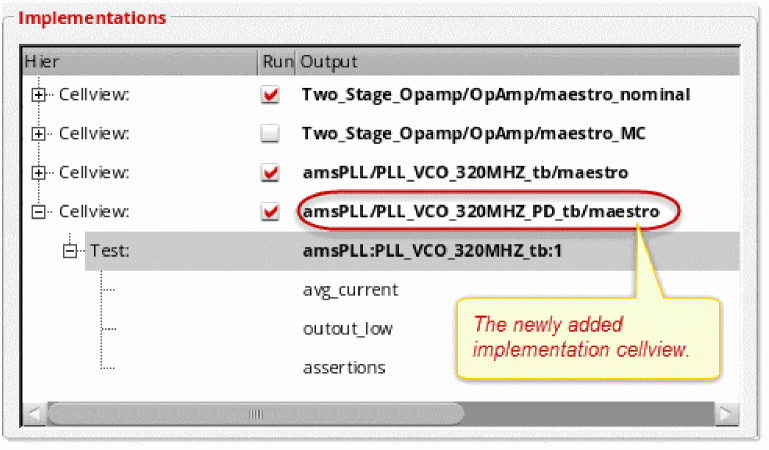 Implementations
Hier Run Output
Cellview: Two_Stage_Opamp/OpAmp/maestro_nominal
Cellview: Two_Stage_Opamp/OpAmp/maestro_MC
Cellview: amsPLL/PLL_VCO_320MHZ_tb/maestro
Cellview: amsPLL/PLL_VCO_320MHZ_PD_tb/maestro
Test: amsPLL:PLL_VCO_320MHZ_tb:1
avg_current
outout_low
assertions
The newly added
implementation cellview.